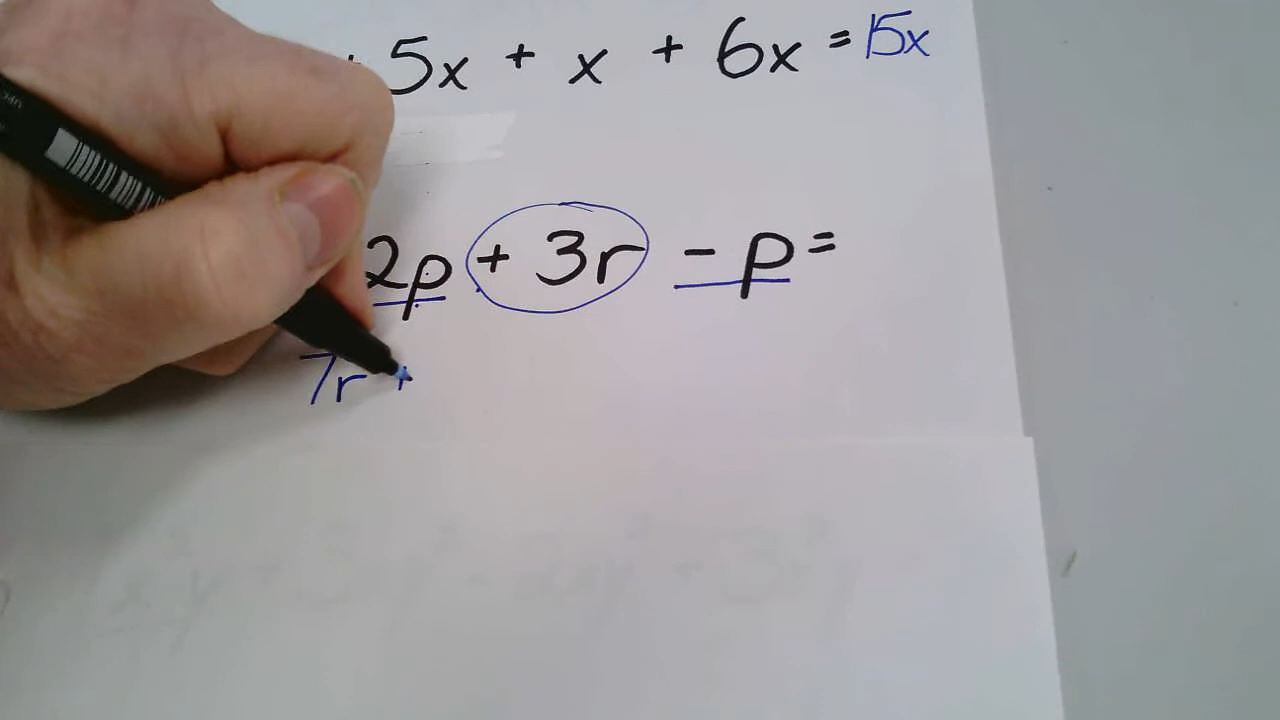 + 5x + x + 6x = 15x
2p + 3r - p =
7r